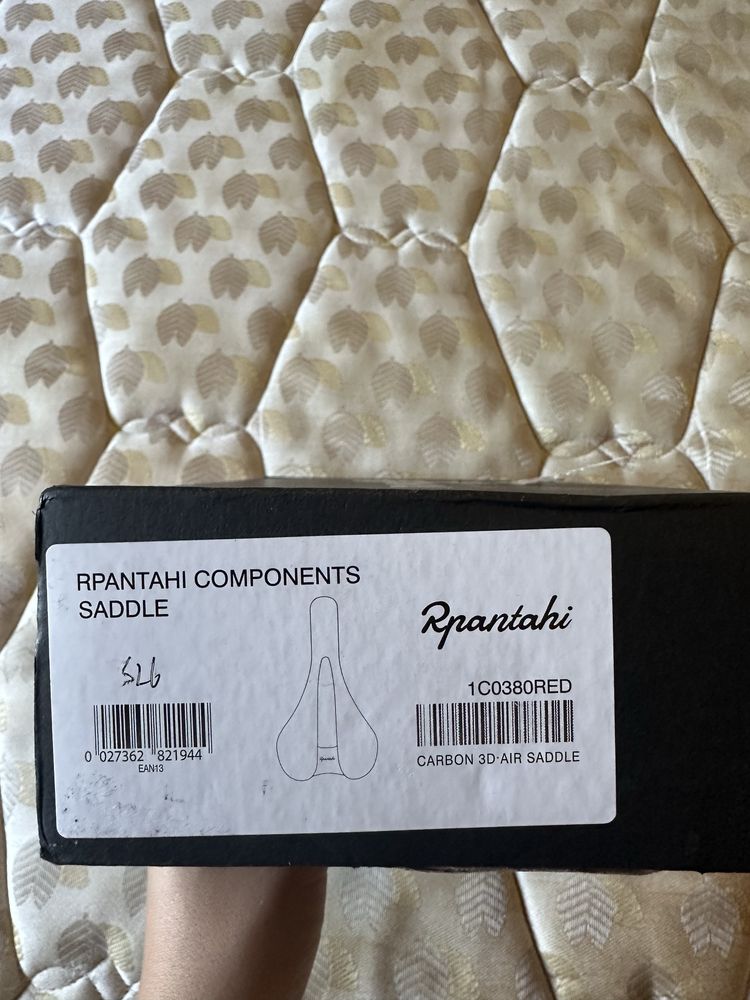 RPANTAHI COMPONENTS
SADDLE
Rpantahi
SL6
1C0380RED
0 027362 821944
EAN13
Rpantahi
CARBON 3D·AIR SADDLE